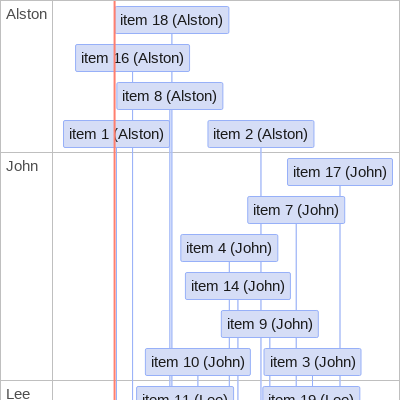 Alston
item 18 (Alston)
item 16 (Alston)
item 8 (Alston)
item 1 (Alston)
item 2 (Alston)
John
item 17 (John)
item 7 (John)
item 4 (John)
item 14 (John)
item 9 (John)
item 10 (John)
item 3 (John)
Lee
item 11 (Lee)
item 19 (Lee)